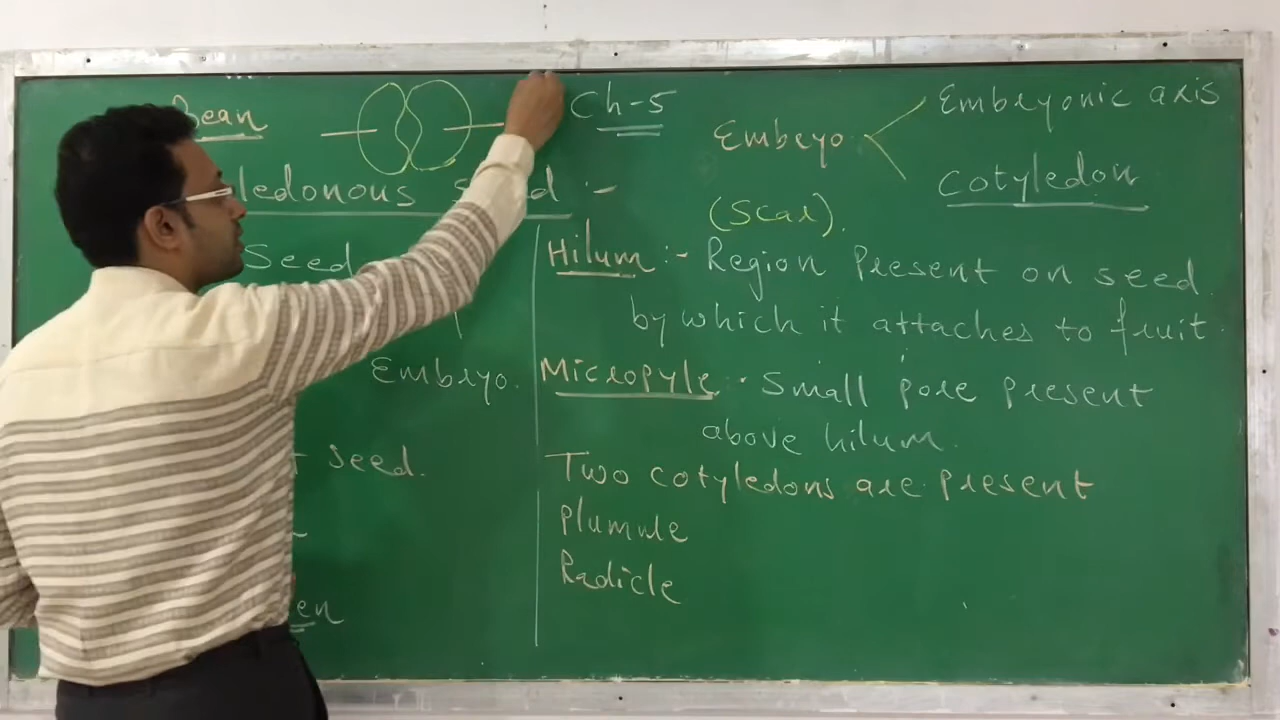 Bean
Ch-5
Embryo
Embryonic axis
Cotyledon
ledonous
:-
(Scar).
Seed
Hilum :- Region Present on seed
by which it attaches to fruit.
Embryo.
Micropyle - Small pore present
above hilum.
seed.
Two cotyledons are present
Plumule
Radicle
en